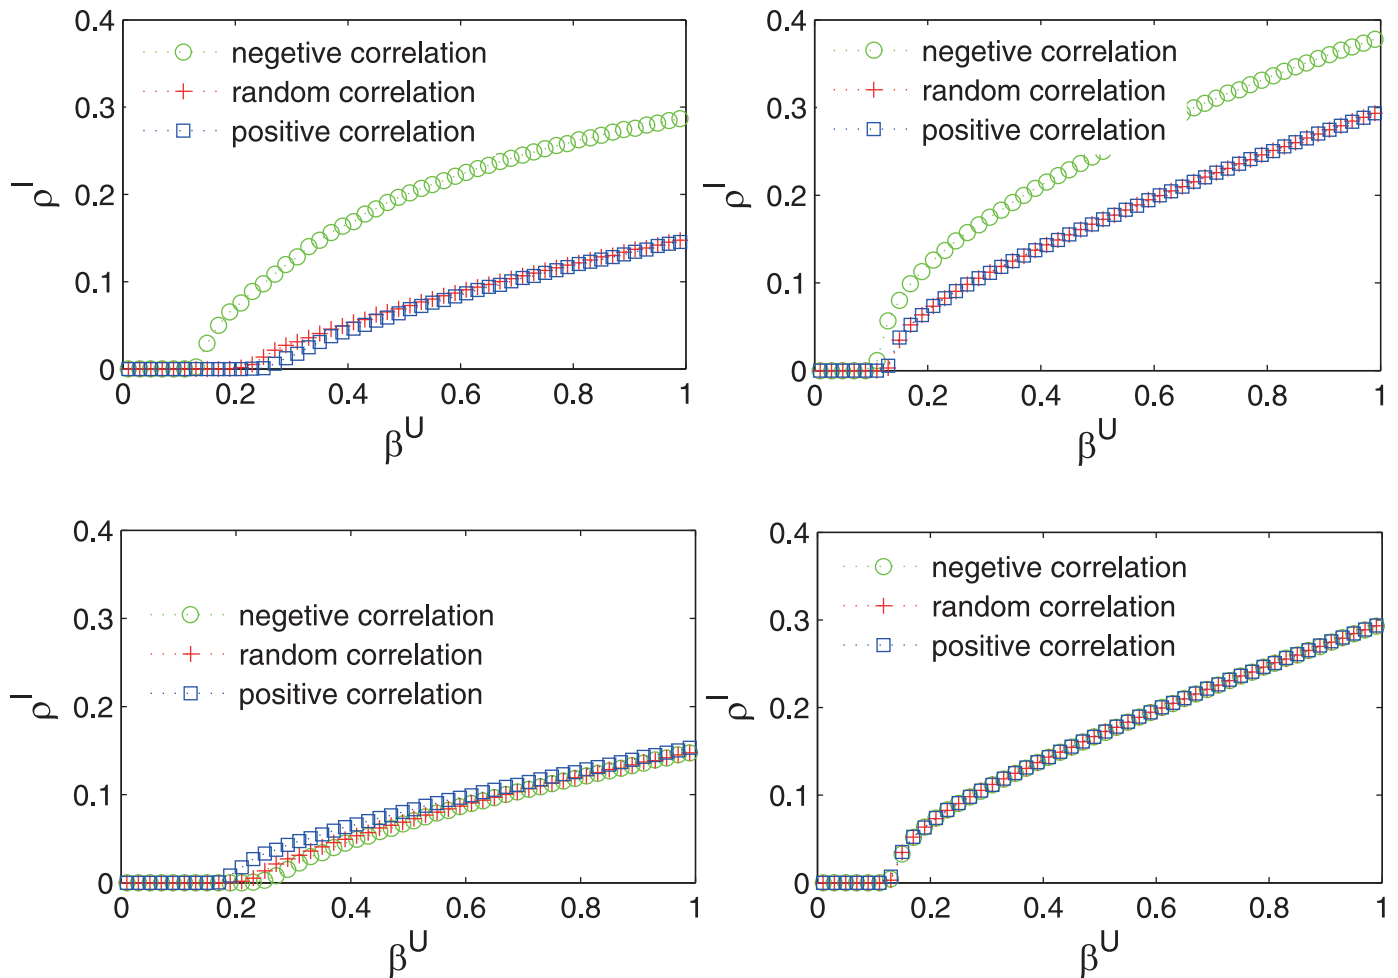 0.4
negetive correlation
0.3
random correlation
positive correlation
ρ^I
0.2
0.1
0
0 0.2 0.4 0.6 0.8 1
β^U
0.4
negetive correlation
0.3
random correlation
positive correlation
ρ^I
0.2
0.1
0
0 0.2 0.4 0.6 0.8 1
β^U
0.4
0.3
negetive correlation
random correlation
0.2
positive correlation
ρ^I
0.1
0
0 0.2 0.4 0.6 0.8 1
β^U
0.4
negetive correlation
random correlation
0.3
positive correlation
ρ^I
0.2
0.1
0
0 0.2 0.4 0.6 0.8 1
β^U